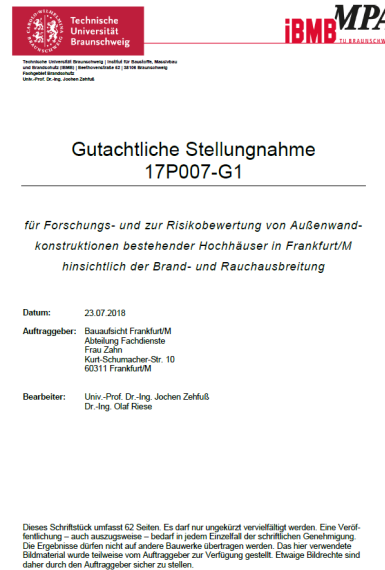 Technische
Universität
Braunschweig
iBMB MPA
TU BRAUNSCHWEIG
Technische Universität Braunschweig | Institut für Baustoffe, Massivbau
und Brandschutz (iBMB) | Beethovenstraße 52 | 38106 Braunschweig
Fachgebiet Brandschutz
Univ.-Prof. Dr.-Ing. Jochen Zehfuß
Gutachtliche Stellungnahme
17P007-G1
für Forschungs- und zur Risikobewertung von Außenwand-
konstruktionen bestehender Hochhäuser in Frankfurt/M
hinsichtlich der Brand- und Rauchausbreitung
Datum: 23.07.2018
Auftraggeber: Bauaufsicht Frankfurt/M
Abteilung Fachdienste
Frau Zahn
Kurt-Schumacher-Str. 10
60311 Frankfurt/M
Bearbeiter: Univ.-Prof. Dr.-Ing. Jochen Zehfuß
Dr.-Ing. Olaf Riese
Dieses Schriftstück umfasst 62 Seiten. Es darf nur ungekürzt vervielfältigt werden. Eine Veröf-
fentlichung – auch auszugsweise – bedarf in jedem Einzelfall der schriftlichen Genehmigung.
Die Ergebnisse dürfen nicht auf andere Bauwerke übertragen werden. Das hier verwendete
Bildmaterial wurde teilweise vom Auftraggeber zur Verfügung gestellt. Etwaige Bildrechte sind
daher durch den Auftraggeber sicher zu stellen.